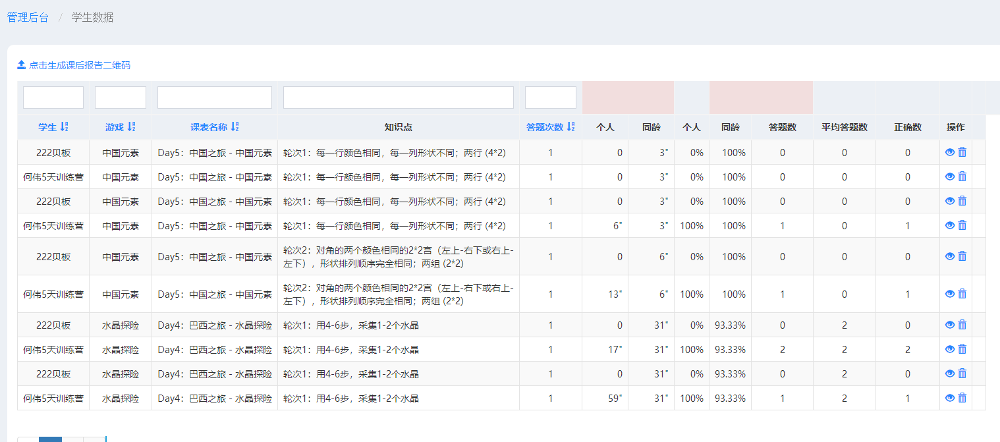 管理后台 / 学生数据
点击生成课后报告二维码
学生 游戏 课表名称 知识点 答题次数 个人 同龄 个人 同龄 答题数 平均答题数 正确数 操作
222贝板 中国元素 Day5：中国之旅 - 中国元素 轮次1：每一行颜色相同，每一列形状不同；两行 (4*2) 1 0 3" 0% 100% 0 0 0
何伟5天训练营 中国元素 Day5：中国之旅 - 中国元素 轮次1：每一行颜色相同，每一列形状不同；两行 (4*2) 1 0 3" 0% 100% 0 0 0
222贝板 中国元素 Day5：中国之旅 - 中国元素 轮次1：每一行颜色相同，每一列形状不同；两行 (4*2) 1 0 3" 0% 100% 0 0 0
何伟5天训练营 中国元素 Day5：中国之旅 - 中国元素 轮次1：每一行颜色相同，每一列形状不同；两行 (4*2) 1 6" 3" 100% 100% 1 0 1
轮次2：对角的两个颜色相同的2*2宫（左上-右下或右上-
222贝板 中国元素 Day5：中国之旅 - 中国元素 左下），形状排列顺序完全相同；两组 (2*2) 1 0 6" 0% 100% 0 0 0
轮次2：对角的两个颜色相同的2*2宫（左上-右下或右上-
何伟5天训练营 中国元素 Day5：中国之旅 - 中国元素 左下），形状排列顺序完全相同；两组 (2*2) 1 13" 6" 100% 100% 1 0 1
222贝板 水晶探险 Day4：巴西之旅 - 水晶探险 轮次1：用4-6步，采集1-2个水晶 1 0 31" 0% 93.33% 0 2 0
何伟5天训练营 水晶探险 Day4：巴西之旅 - 水晶探险 轮次1：用4-6步，采集1-2个水晶 1 17" 31" 100% 93.33% 2 2 2
222贝板 水晶探险 Day4：巴西之旅 - 水晶探险 轮次1：用4-6步，采集1-2个水晶 1 0 31" 0% 93.33% 0 2 0
何伟5天训练营 水晶探险 Day4：巴西之旅 - 水晶探险 轮次1：用4-6步，采集1-2个水晶 1 59" 31" 100% 93.33% 1 2 1